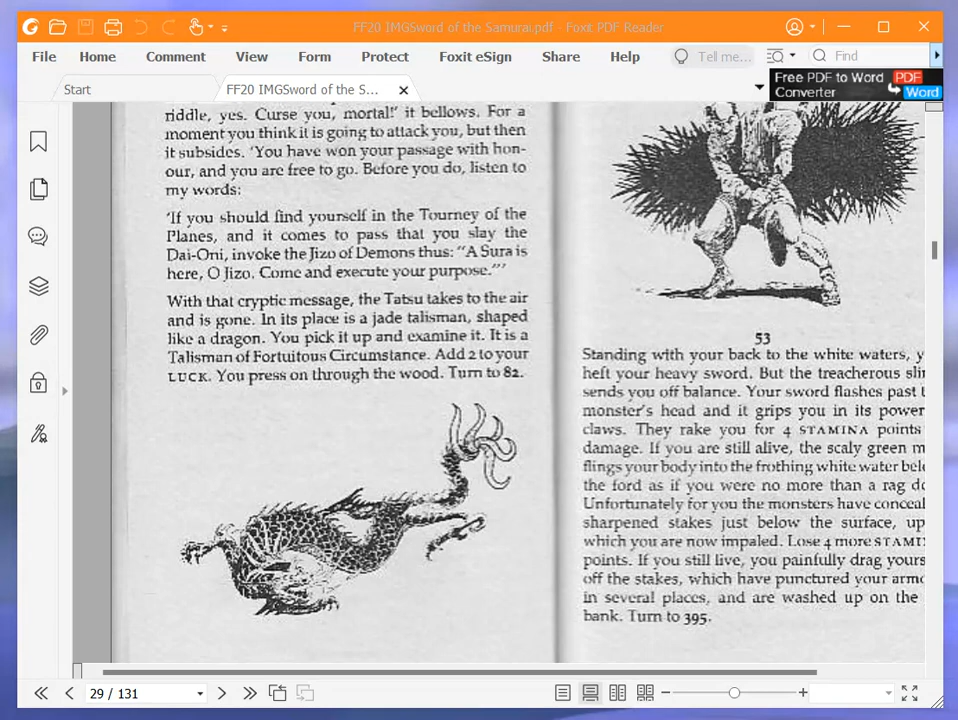 FF20 IMGSword of the Samurai.pdf - Foxit PDF Reader
File Home Comment View Form Protect Foxit eSign Share Help Tell me... Find
Start FF20 IMGSword of the S...
Free PDF to Word
Converter
PDF
Word
riddle, yes. Curse you, mortal!' it bellows. For a
moment you think it is going to attack you, but then
it subsides. 'You have won your passage with hon-
our, and you are free to go. Before you do, listen to
my words:
'If you should find yourself in the Tourney of the
Planes, and it comes to pass that you slay the
Dai-Oni, invoke the Jizo of Demons thus: "A Sura is
here, O Jizo. Come and execute your purpose."'
With that cryptic message, the Tatsu takes to the air
and is gone. In its place is a jade talisman, shaped
like a dragon. You pick it up and examine it. It is a
Talisman of Fortuitous Circumstance. Add 2 to your
LUCK. You press on through the wood. Turn to 82.
53
Standing with your back to the white waters, y
heft your heavy sword. But the treacherous slim
sends you off balance. Your sword flashes past t
monster's head and it grips you in its power
claws. They rake you for 4 STAMINA points
damage. If you are still alive, the scaly green m
flings your body into the frothing white water bel
the ford as if you were no more than a rag do
Unfortunately for you the monsters have conceal
sharpened stakes just below the surface, up
which you are now impaled. Lose 4 more STAMI
points. If you still live, you painfully drag yours
off the stakes, which have punctured your armo
in several places, and are washed up on the
bank. Turn to 395.
29 / 131